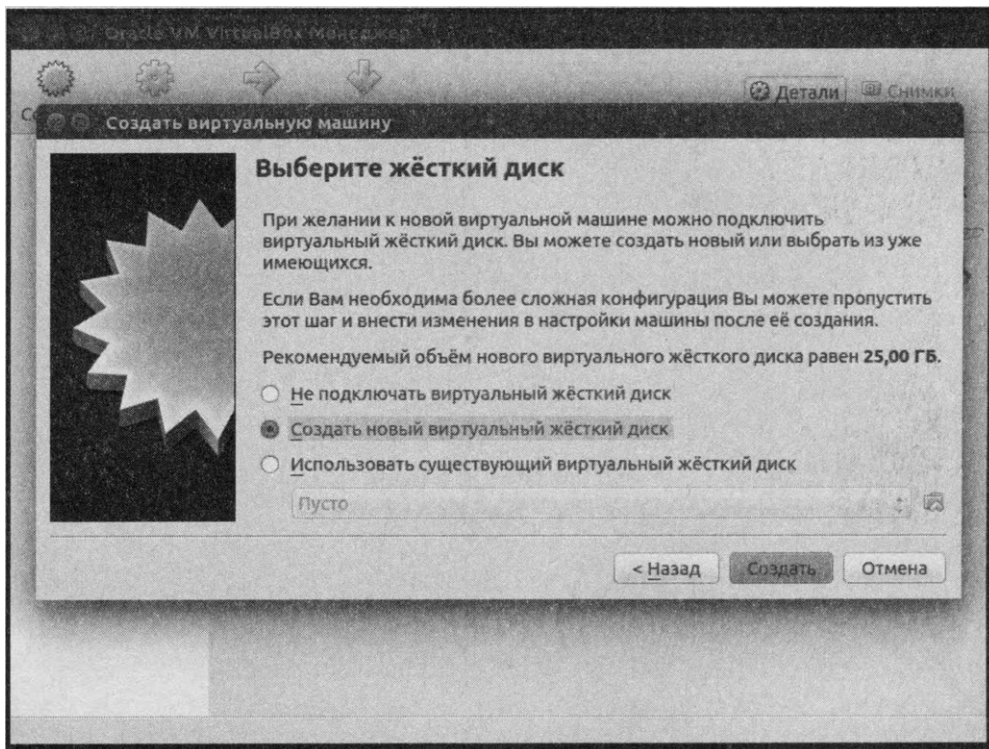 Oracle VM VirtualBox Менеджер
Детали
Снимки
Создать виртуальную машину
Выберите жёсткий диск
При желании к новой виртуальной машине можно подключить
виртуальный жёсткий диск. Вы можете создать новый или выбрать из уже
имеющихся.
Если Вам необходима более сложная конфигурация Вы можете пропустить
этот шаг и внести изменения в настройки машины после её создания.
Рекомендуемый объём нового виртуального жёсткого диска равен 25,00 ГБ.
Не подключать виртуальный жёсткий диск
Создать новый виртуальный жёсткий диск
Использовать существующий виртуальный жёсткий диск
Пусто
< Назад
Создать
Отмена